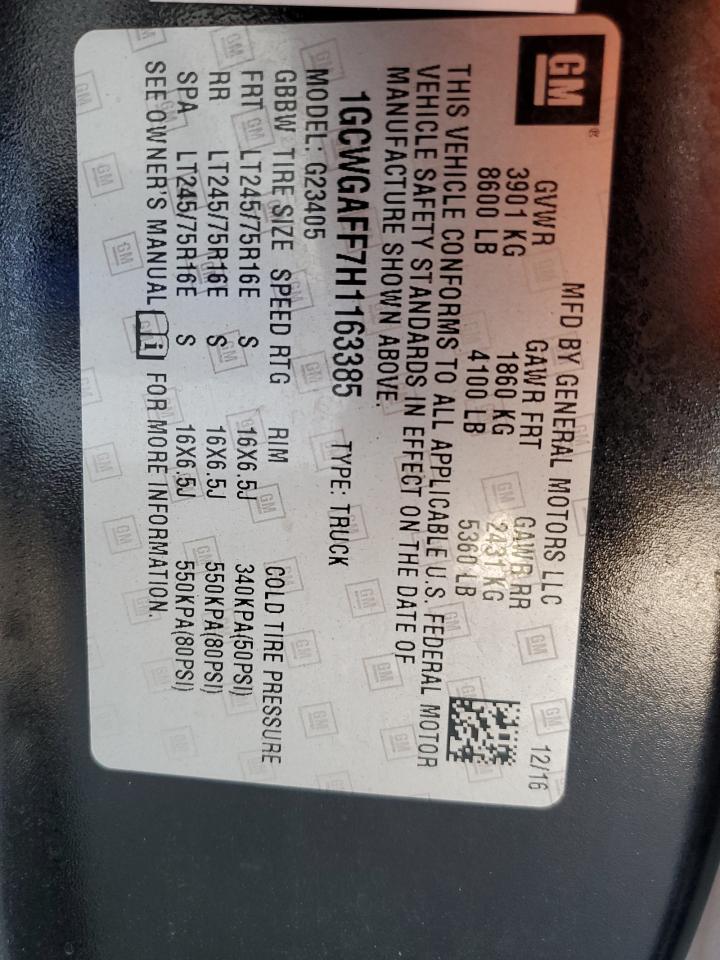 GM
®
MFD BY GENERAL MOTORS LLC 12/16
GVWR GAWR FRT GAWR RR
3901 KG 1860 KG 2431 KG
8600 LB 4100 LB 5360 LB
THIS VEHICLE CONFORMS TO ALL APPLICABLE U.S. FEDERAL MOTOR
VEHICLE SAFETY STANDARDS IN EFFECT ON THE DATE OF
MANUFACTURE SHOWN ABOVE.
1GCWGAFF7H1163385 TYPE: TRUCK
MODEL: G23405
GBBW TIRE SIZE SPEED RTG RIM COLD TIRE PRESSURE
FRT LT245/75R16E S 16X6.5J 340KPA(50PSI)
RR LT245/75R16E S 16X6.5J 550KPA(80PSI)
SPA LT245/75R16E S 16X6.5J 550KPA(80PSI)
SEE OWNER'S MANUAL i FOR MORE INFORMATION.